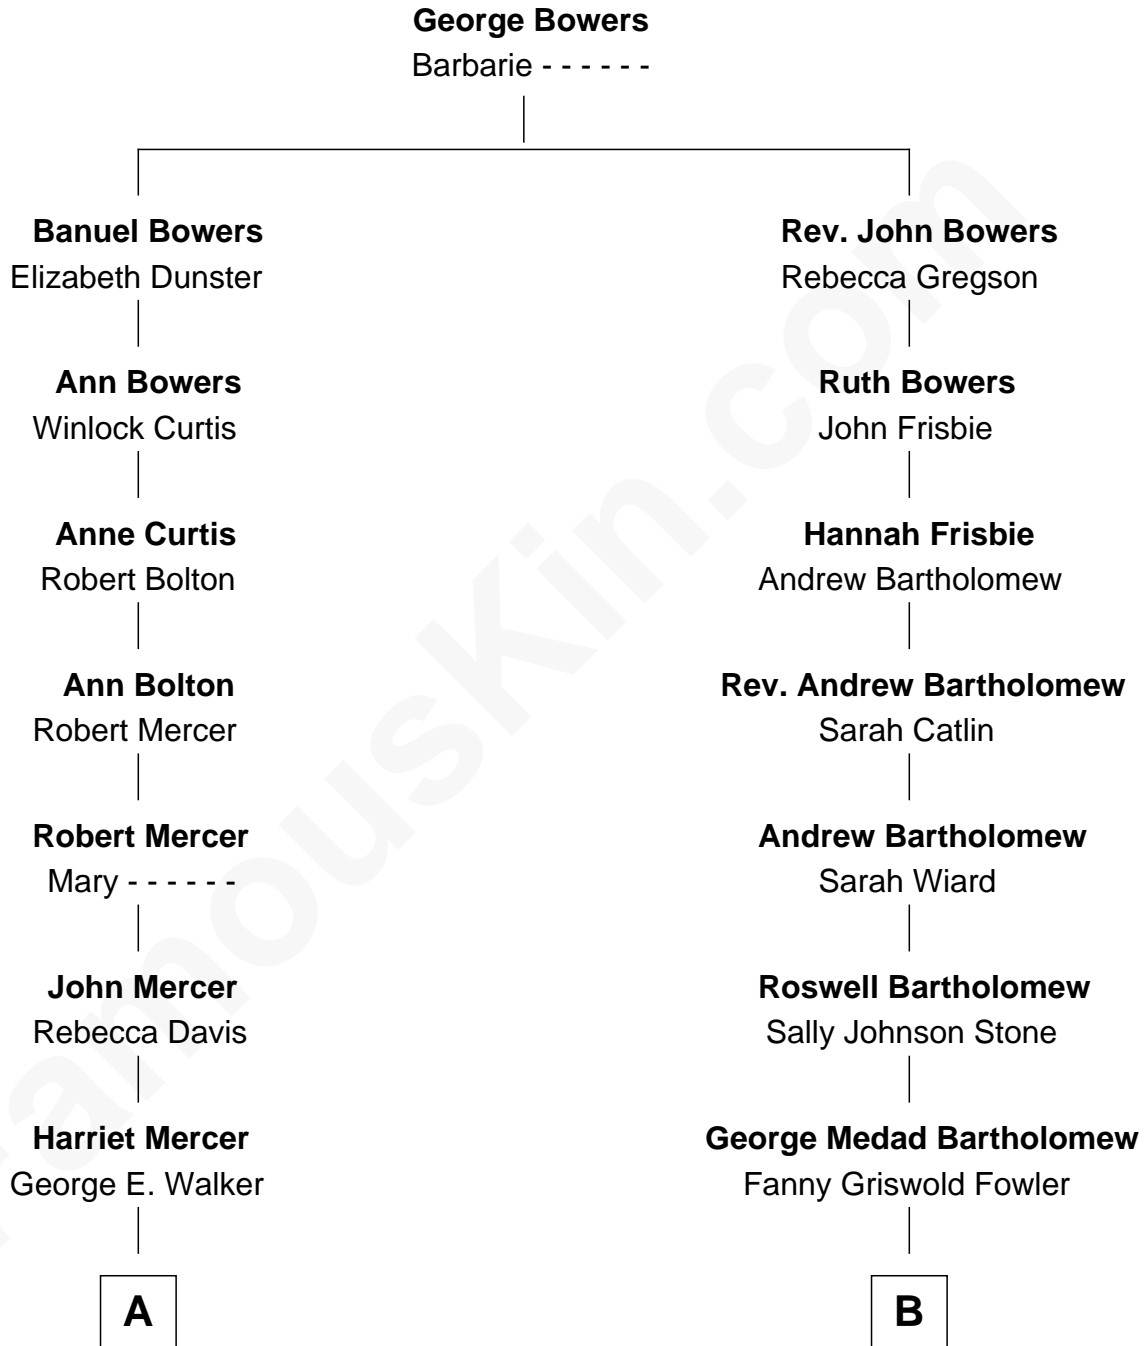 George Bowers
Barbarie - - - - - -
Banuel Bowers
Elizabeth Dunster
Rev. John Bowers
Rebecca Gregson
Ann Bowers
Winlock Curtis
Ruth Bowers
John Frisbie
Anne Curtis
Robert Bolton
Hannah Frisbie
Andrew Bartholomew
Ann Bolton
Robert Mercer
Rev. Andrew Bartholomew
Sarah Catlin
Robert Mercer
Mary - - - - - -
Andrew Bartholomew
Sarah Wiard
John Mercer
Rebecca Davis
Roswell Bartholomew
Sally Johnson Stone
Harriet Mercer
George E. Walker
George Medad Bartholomew
Fanny Griswold Fowler
A
B
FamousKin.com